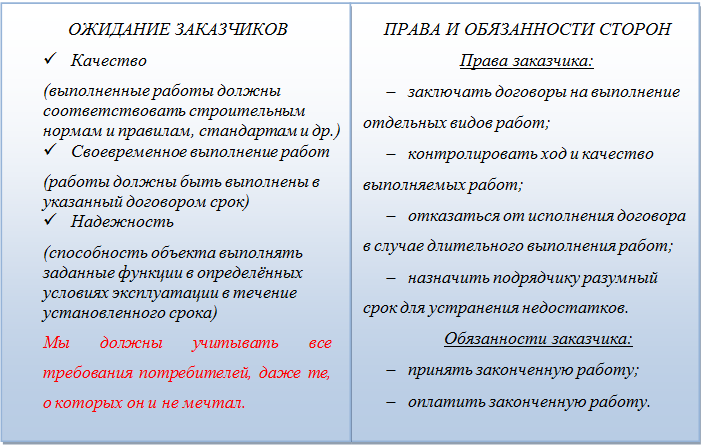 ОЖИДАНИЕ ЗАКАЗЧИКОВ
✓ Качество
(выполненные работы должны
соответствовать строительным
нормам и правилам, стандартам и др.)
✓ Своевременное выполнение работ
(работы должны быть выполнены в
указанный договором срок)
✓ Надежность
(способность объекта выполнять
заданные функции в определённых
условиях эксплуатации в течение
установленного срока)
Мы должны учитывать все
требования потребителей, даже те,
о которых он и не мечтал.
ПРАВА И ОБЯЗАННОСТИ СТОРОН
Права заказчика:
– заключать договоры на выполнение
отдельных видов работ;
– контролировать ход и качество
выполняемых работ;
– отказаться от исполнения договора
в случае длительного выполнения работ;
– назначить подрядчику разумный
срок для устранения недостатков.
Обязанности заказчика:
– принять законченную работу;
– оплатить законченную работу.